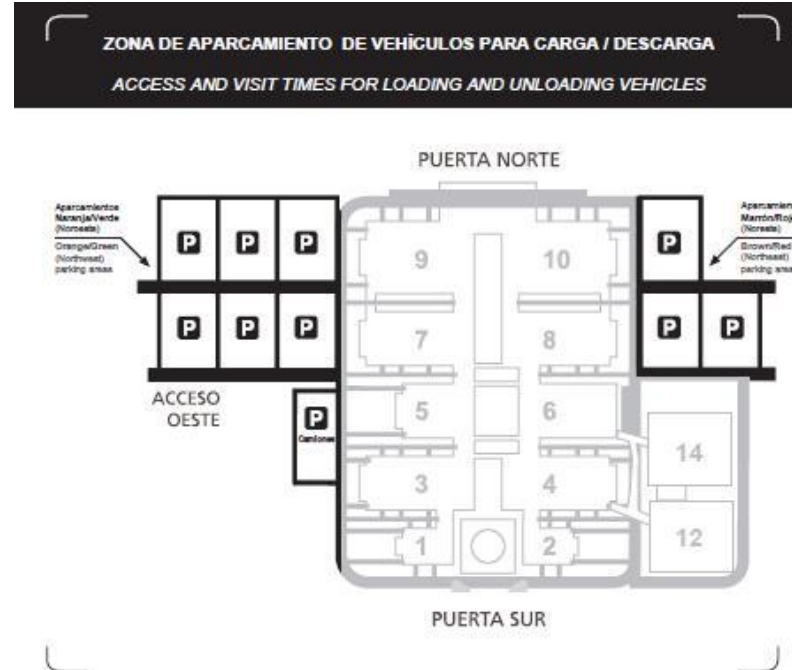 ZONA DE APARCAMIENTO DE VEHÍCULOS PARA CARGA / DESCARGA
ACCESS AND VISIT TIMES FOR LOADING AND UNLOADING VEHICLES
PUERTA NORTE
Aparcamientos
Naranja/Verde
(Noroeste)
Orange/Green
(Northwest)
parking areas
Aparcamien
Marrón/Roj
(Noreste)
Brown/Red
(Northeast)
parking area
P P P
9 10
P
P P P
7 8
P P
ACCESO
OESTE
P
Camiones
5 6
14
3 4
12
1 2
PUERTA SUR